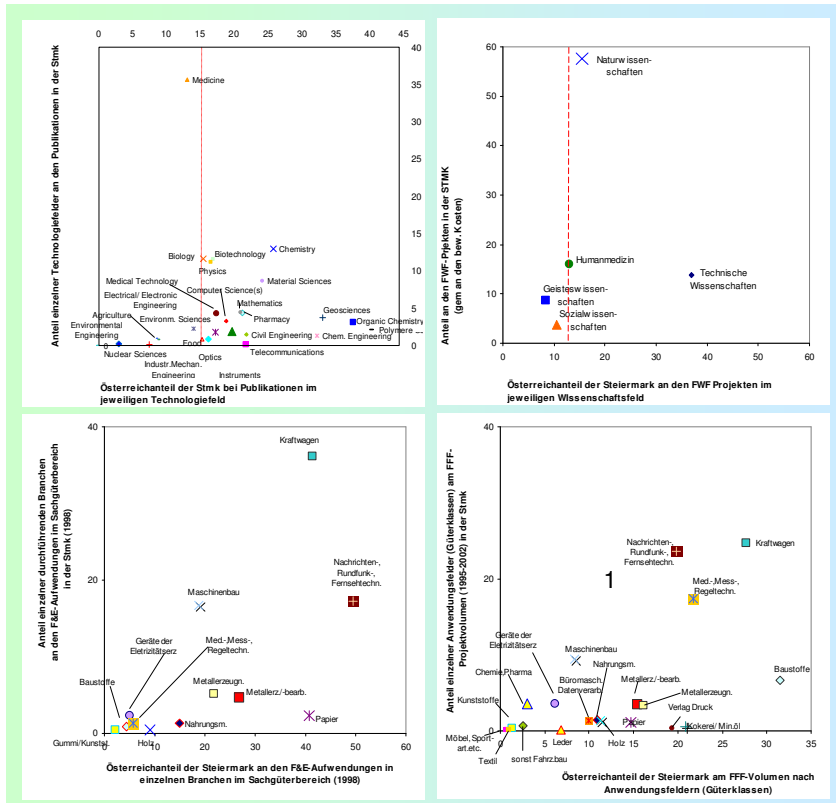 0 5 10 15 20 25 30 35 40 44
40
35
30
25
20
15
10
5
0
Anteil einzelner Technologiefelder an den Publikationen in der Stmk
Medicine
Chemistry
Biology
Biotechnology
Physics
Material Sciences
Medical Technology
Computer Science(s)
Electrical/ Electronic
Engineering
Mathematics
Geosciences
Agriculture
Environm. Sciences
Pharmacy
Organic Chemistry
Environmental
Engineering
Polyme
Food
Civil Engineering
Chem. Engineering
Nuclear Sciences
Optics
Telecommunications
Industr.Mechan.
Engineering
Instruments
Österreichanteil der Stmk bei Publikationen im
jeweiligen Technologiefeld
Anteil an den FWF-Prjekten in der STMK
(gem an den bew. Kosten)
60
50
40
30
20
10
0
0 10 20 30 40 50 60
Naturwissen-
schaften
Humanmedizin
Technische
Wissenschaften
Geisteswissen-
schaften
Sozialwissen-
schaften
Österreichanteil der Steiermark an den FWF Projekten im
jeweiligen WIssenschaftsfeld
Anteil einzelner durchführenden Branchen
an den F&E-Aufwendungen im Sachgüterbereich
in der Stmk (1998)
40
20
0
0 10 20 30 40 50 60
Kraftwagen
Nachrichten-,
Rundfunk-,
Fernsehtechn.
Maschinenbau
Geräte der
Eletrizitätserz
Med.-,Mess-,
Regeltechn.
Baustoffe
Metallerzeugn.
Metallerz/-bearb.
Papier
Nahrungsm.
Gummi/Kunstst.
Holz
Österreichanteil der Steiermark an den F&E-Aufwendungen in
einzelnen Branchen im Sachgüterbereich (1998)
Anteil einzelner Anwendungsfelder (Güterklassen) am FFF-
Projektvolumen (1995-2002) in der Stmk
40
20
0
0 5 10 15 20 25 30 35
Nachrichten-,
Rundfunk-,
Fernsehtechn.
Kraftwagen
1
Med.-,Mess-,
Regeltechn.
Geräte der
Eletrizitätserz
Maschinenbau
Nahrungsm.
Chemie,Pharma
Büromasch.
Datenverarb.
Metallerz/-bearb.
Baustoffe
Metallerzeugn.
Kunststoffe
Verlag Druck
Papier
Kokerei/ Min.öl
Möbel, Sport-
art.etc.
Leder
Holz
Textil
sonst Fahrz.bau
Österreichanteil der Steiermark am FFF-Volumen nach
Anwendungsfeldern (Güterklassen)